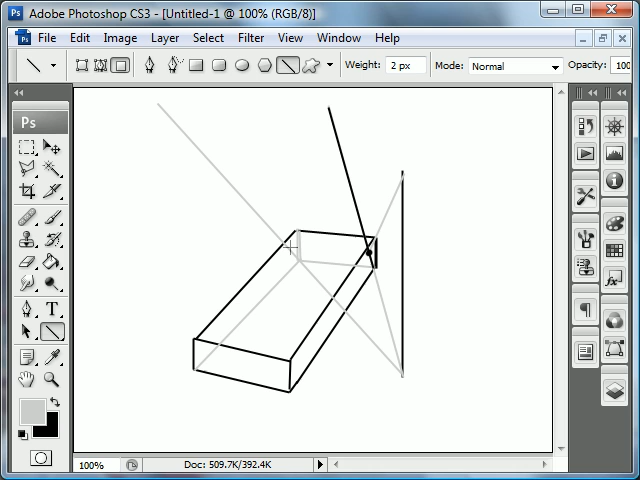 Adobe Photoshop CS3 - [Untitled-1 @ 100% (RGB/8)]
File Edit Image Layer Select Filter View Window Help
Weight: 2 px Mode: Normal Opacity: 100
Ps
T
100% Doc: 509.7K/392.4K